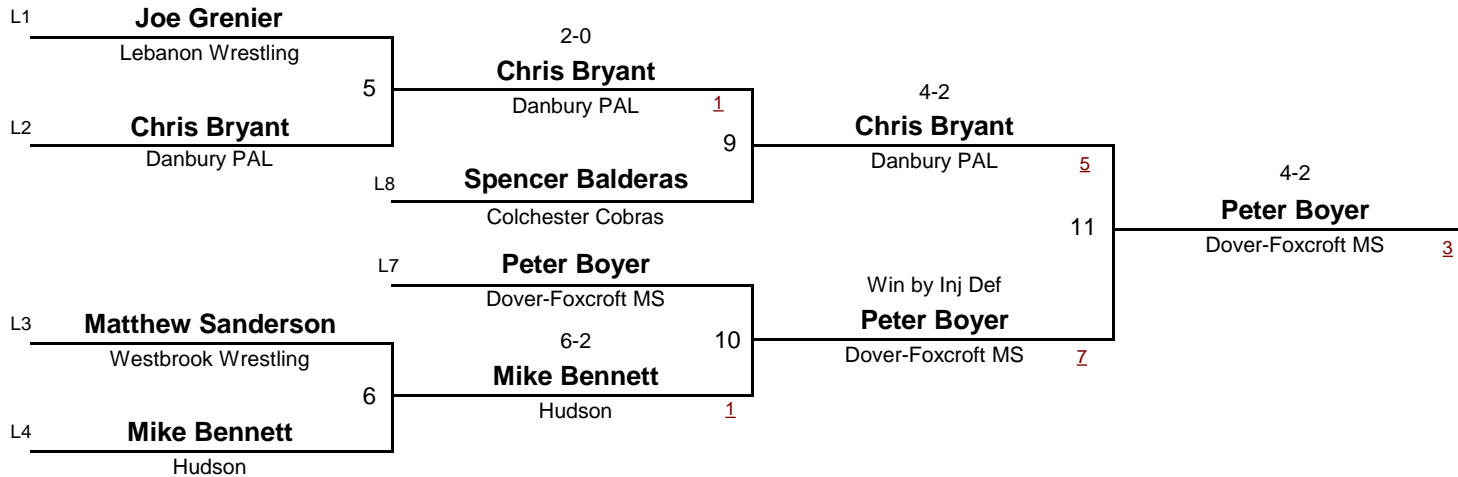 L1
Joe Grenier
Lebanon Wrestling
5
L2
Chris Bryant
Danbury PAL
2-0
Chris Bryant
Danbury PAL
1
9
L8
Spencer Balderas
Colchester Cobras
4-2
Chris Bryant
Danbury PAL
5
11
4-2
Peter Boyer
Dover-Foxcroft MS
3
L7
Peter Boyer
Dover-Foxcroft MS
10
Win by Inj Def
Peter Boyer
Dover-Foxcroft MS
7
L3
Matthew Sanderson
Westbrook Wrestling
6
6-2
Mike Bennett
Hudson
1
L4
Mike Bennett
Hudson